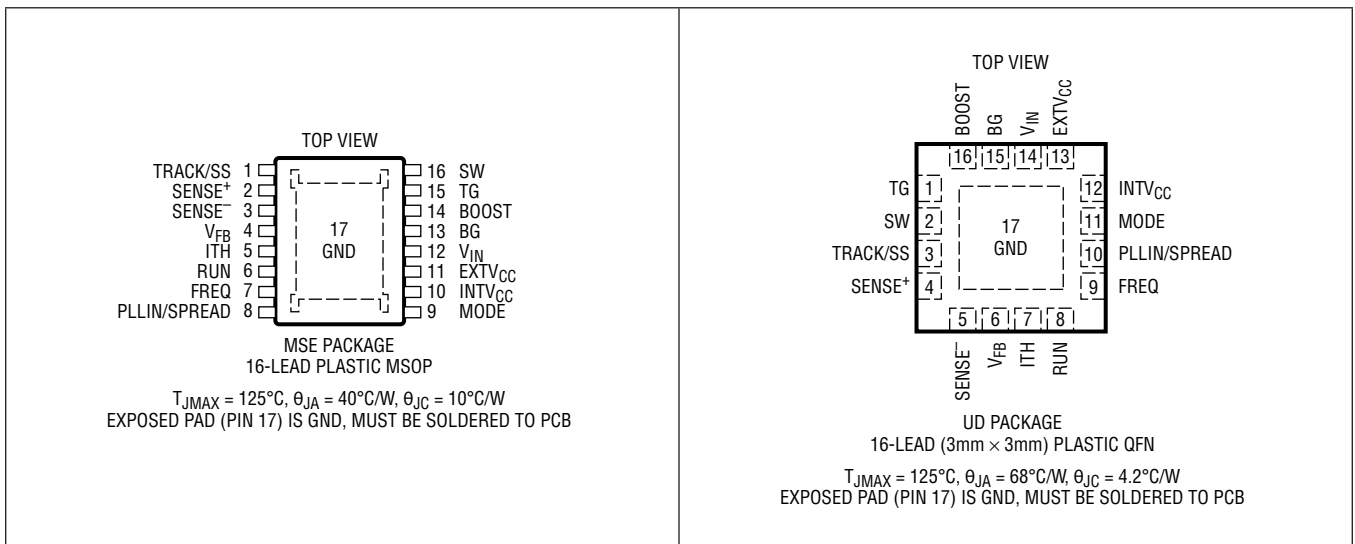 TOP VIEW
TRACK/SS 1
SENSE+ 2
SENSE– 3
VFB 4
ITH 5
RUN 6
FREQ 7
PLLIN/SPREAD 8
16 SW
15 TG
14 BOOST
13 BG
12 VIN
11 EXTVCC
10 INTVCC
9 MODE
17
GND
MSE PACKAGE
16-LEAD PLASTIC MSOP
TJMAX = 125°C, θJA = 40°C/W, θJC = 10°C/W
EXPOSED PAD (PIN 17) IS GND, MUST BE SOLDERED TO PCB
TOP VIEW
BOOST
BG
VIN
EXTVCC
16 15 14 13
TG 1
SW 2
TRACK/SS 3
SENSE+ 4
17
GND
12 INTVCC
11 MODE
10 PLLIN/SPREAD
9 FREQ
5 6 7 8
SENSE–
VFB
ITH
RUN
UD PACKAGE
16-LEAD (3mm × 3mm) PLASTIC QFN
TJMAX = 125°C, θJA = 68°C/W, θJC = 4.2°C/W
EXPOSED PAD (PIN 17) IS GND, MUST BE SOLDERED TO PCB